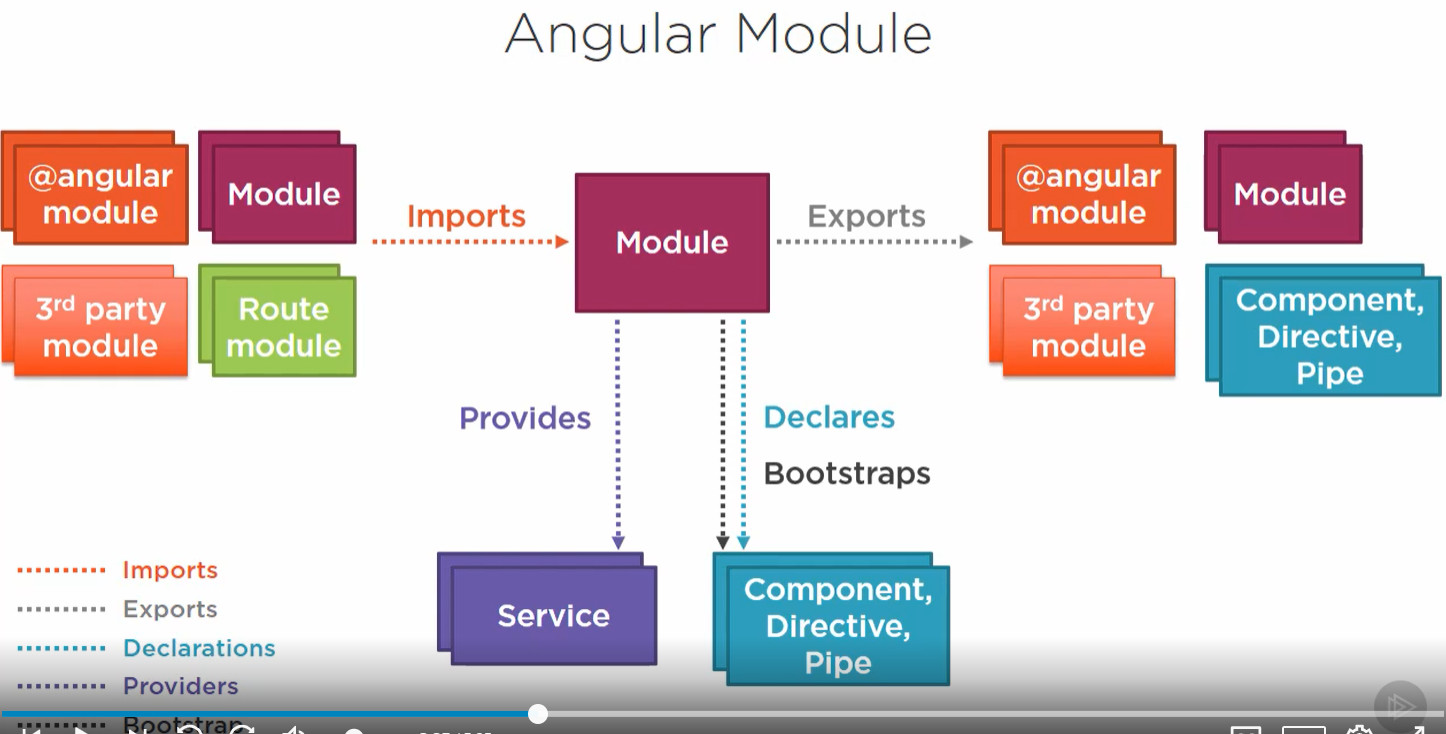 Angular Module
@angular
module
Module
Imports
Module
Exports
@angular
module
Module
3rd party
module
Route
module
3rd party
module
Component,
Directive,
Pipe
Provides
Declares
Bootstraps
Service
Component,
Directive,
Pipe
Imports
Exports
Declarations
Providers
Bootstrap